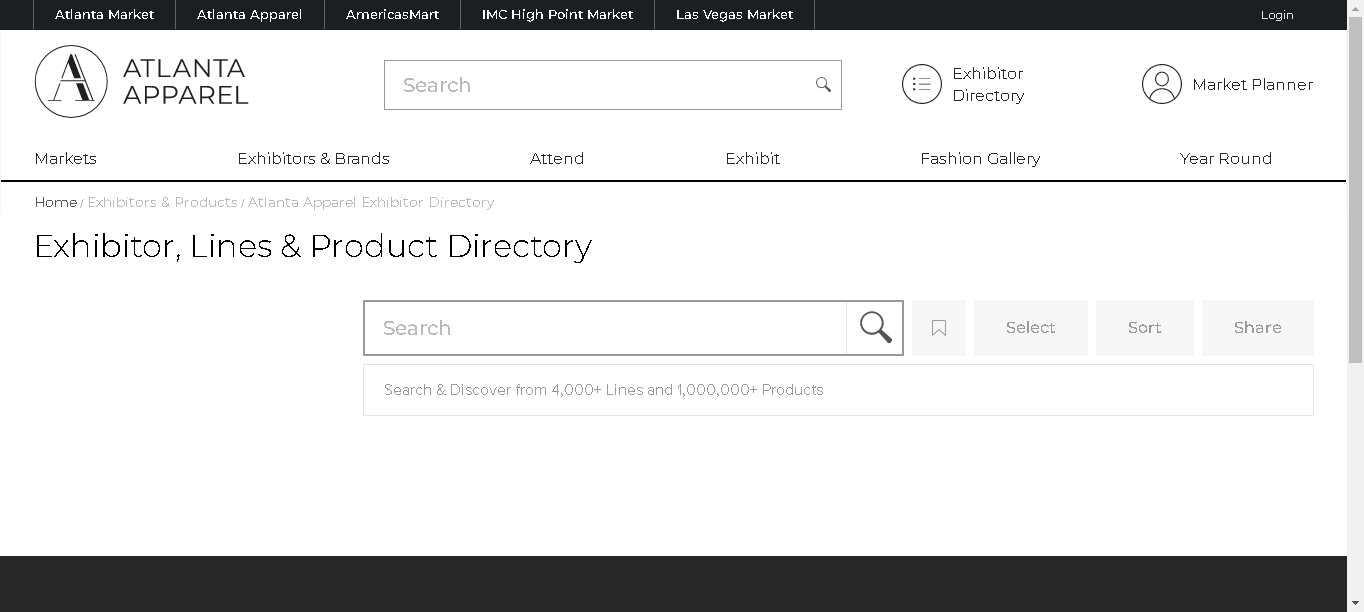 Atlanta Market Atlanta Apparel AmericasMart IMC High Point Market Las Vegas Market Login
ATLANTA
APPAREL
Search
Exhibitor
Directory
Market Planner
Markets Exhibitors & Brands Attend Exhibit Fashion Gallery Year Round
Home / Exhibitors & Products / Atlanta Apparel Exhibitor Directory
Exhibitor, Lines & Product Directory
Search Select Sort Share
Search & Discover from 4,000+ Lines and 1,000,000+ Products